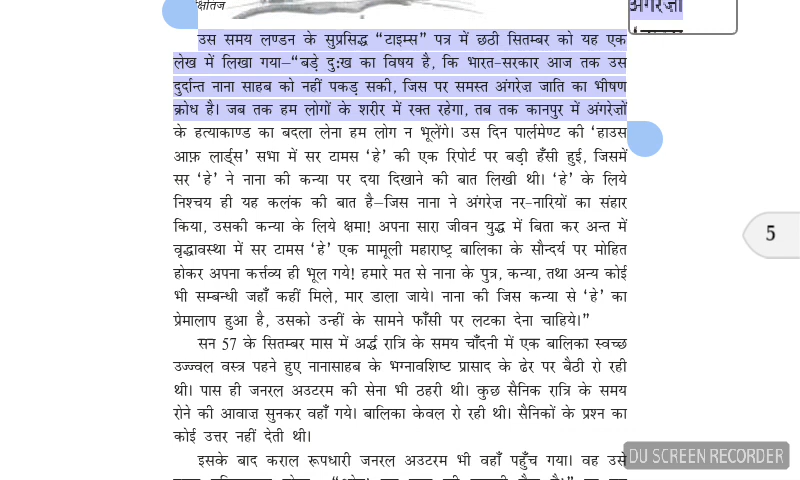 क्षितिज
अंगरेज़ों
उस समय लण्डन के सुप्रसिद्ध “टाइम्स” पत्र में छठी सितम्बर को यह एक
लेख में लिखा गया–“बड़े दुःख का विषय है, कि भारत-सरकार आज तक उस
दुर्दान्त नाना साहब को नहीं पकड़ सकी, जिस पर समस्त अंगरेज़ जाति का भीषण
क्रोध है। जब तक हम लोगों के शरीर में रक्त रहेगा, तब तक कानपुर में अंगरेज़ों
के हत्याकाण्ड का बदला लेना हम लोग न भूलेंगे। उस दिन पार्लमेण्ट की ‘हाउस
आफ़ लार्ड्स’ सभा में सर टामस ‘हे’ की एक रिपोर्ट पर बड़ी हँसी हुई, जिसमें
सर ‘हे’ ने नाना की कन्या पर दया दिखाने की बात लिखी थी। ‘हे’ के लिये
निश्चय ही यह कलंक की बात है–जिस नाना ने अंगरेज़ नर-नारियों का संहार
किया, उसकी कन्या के लिये क्षमा! अपना सारा जीवन युद्ध में बिता कर अन्त में
वृद्धावस्था में सर टामस ‘हे’ एक मामूली महाराष्ट्र बालिका के सौन्दर्य पर मोहित
होकर अपना कर्त्तव्य ही भूल गये! हमारे मत से नाना के पुत्र, कन्या, तथा अन्य कोई
भी सम्बन्धी जहाँ कहीं मिले, मार डाला जाये। नाना की जिस कन्या से ‘हे’ का
प्रेमालाप हुआ है, उसको उन्हीं के सामने फाँसी पर लटका देना चाहिये।”
सन 57 के सितम्बर मास में अर्द्ध रात्रि के समय चाँदनी में एक बालिका स्वच्छ
उज्ज्वल वस्त्र पहने हुए नानासाहब के भग्नावशिष्ट प्रासाद के ढेर पर बैठी रो रही
थी। पास ही जनरल अउटरम की सेना भी ठहरी थी। कुछ सैनिक रात्रि के समय
रोने की आवाज़ सुनकर वहाँ गये। बालिका केवल रो रही थी। सैनिकों के प्रश्न का
कोई उत्तर नहीं देती थी।
इसके बाद कराल रूपधारी जनरल अउटरम भी वहाँ पहुँच गया। वह उसे
5
DU SCREEN RECORDER